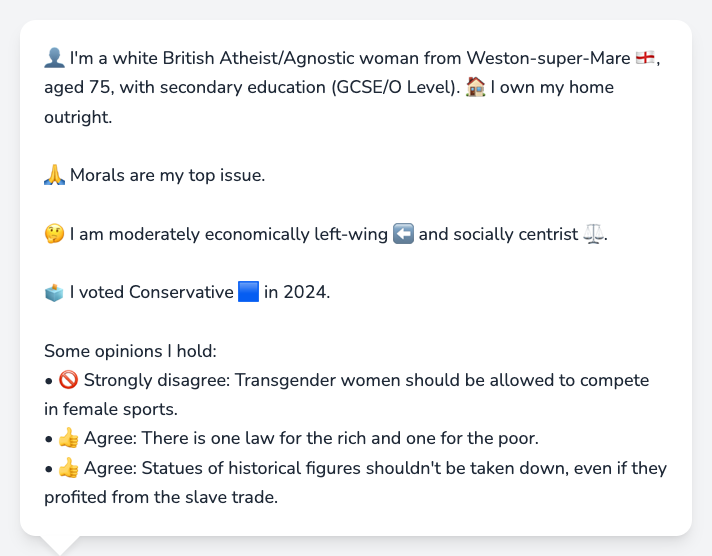 👤 I'm a white British Atheist/Agnostic woman from Weston-super-Mare 🏴󠁧󠁢󠁥󠁮󠁧󠁿,
aged 75, with secondary education (GCSE/O Level). 🏠 I own my home
outright.
🙏 Morals are my top issue.
🤔 I am moderately economically left-wing ⬅️ and socially centrist ⚖️.
🗳️ I voted Conservative 🟦 in 2024.
Some opinions I hold:
• 🚫 Strongly disagree: Transgender women should be allowed to compete
in female sports.
• 👍 Agree: There is one law for the rich and one for the poor.
• 👍 Agree: Statues of historical figures shouldn't be taken down, even if they
profited from the slave trade.